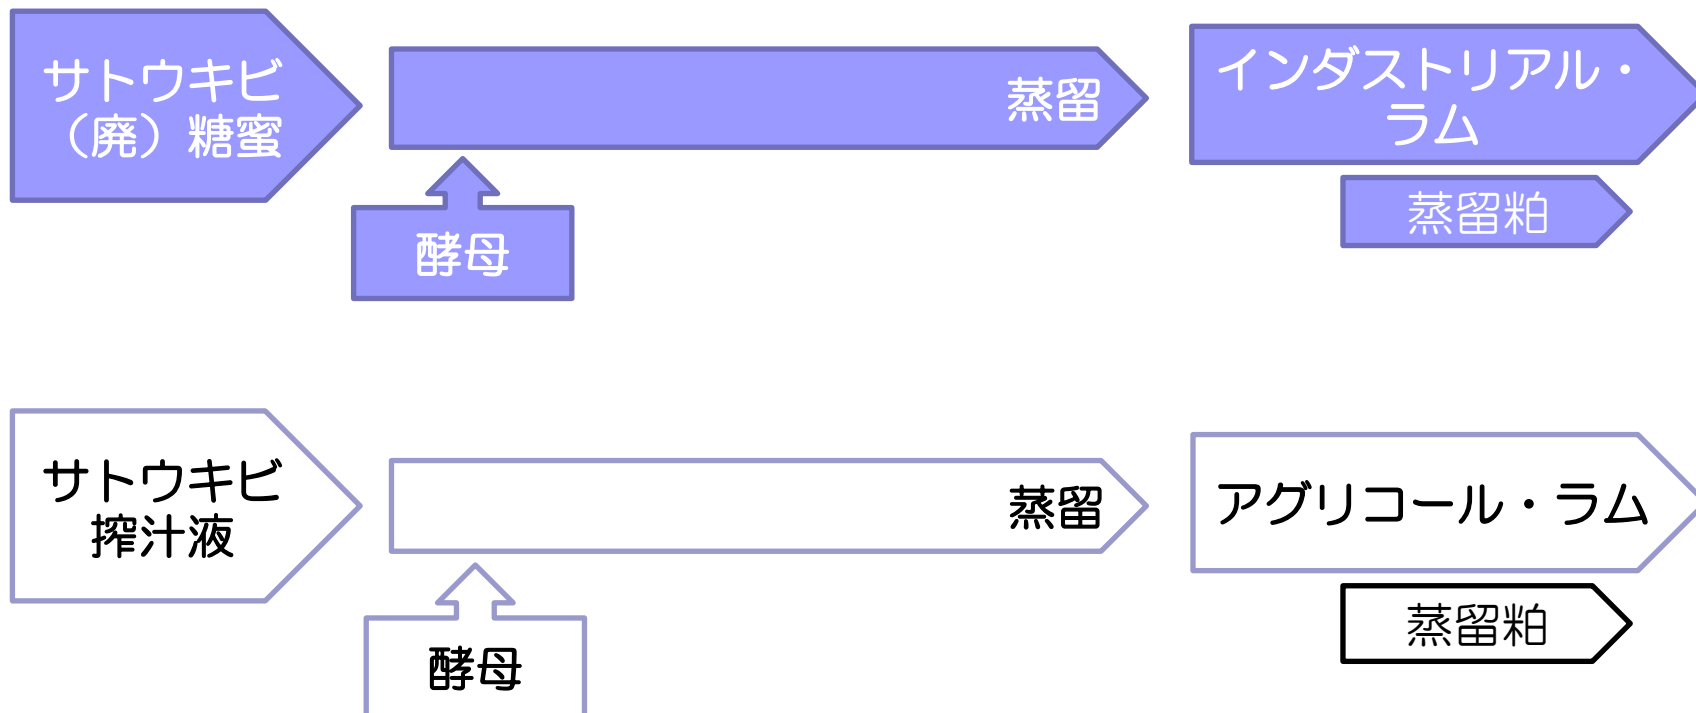 サトウキビ
（廃）糖蜜
蒸留
インダストリアル・
ラム
蒸留粕
酵母
サトウキビ
搾汁液
蒸留
アグリコール・ラム
蒸留粕
酵母